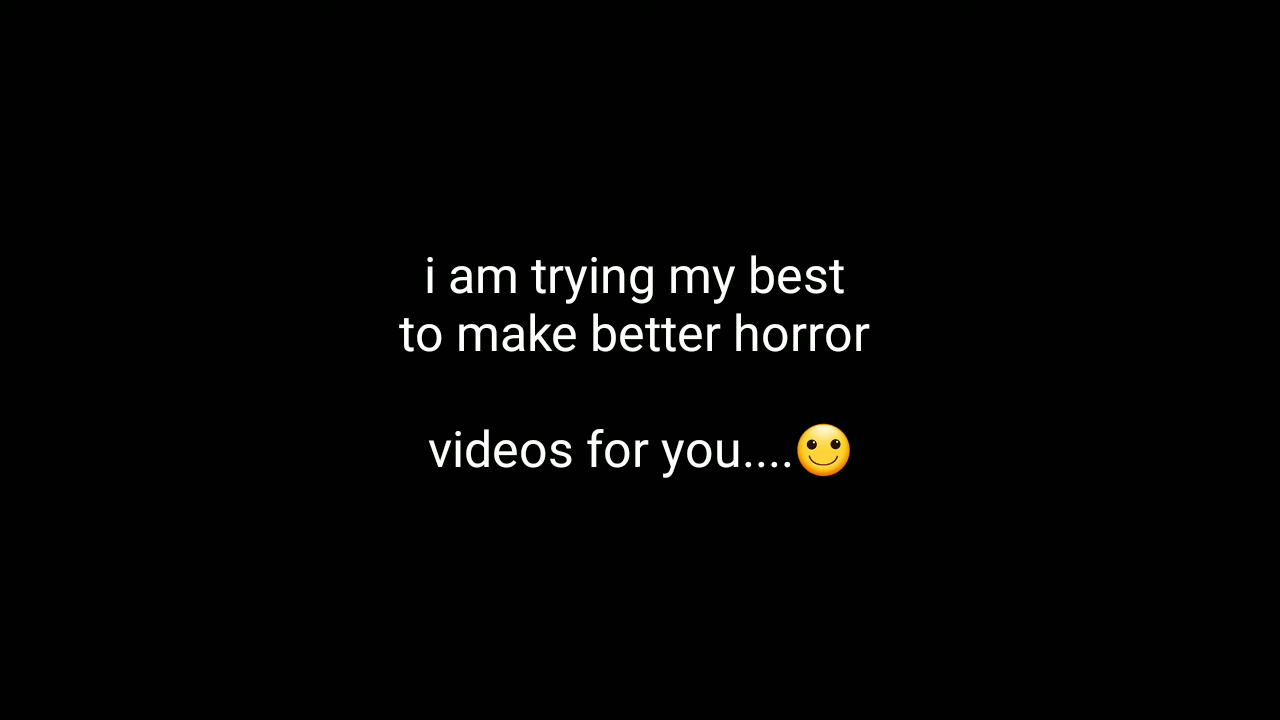 i am trying my best
to make better horror
videos for you....🙂